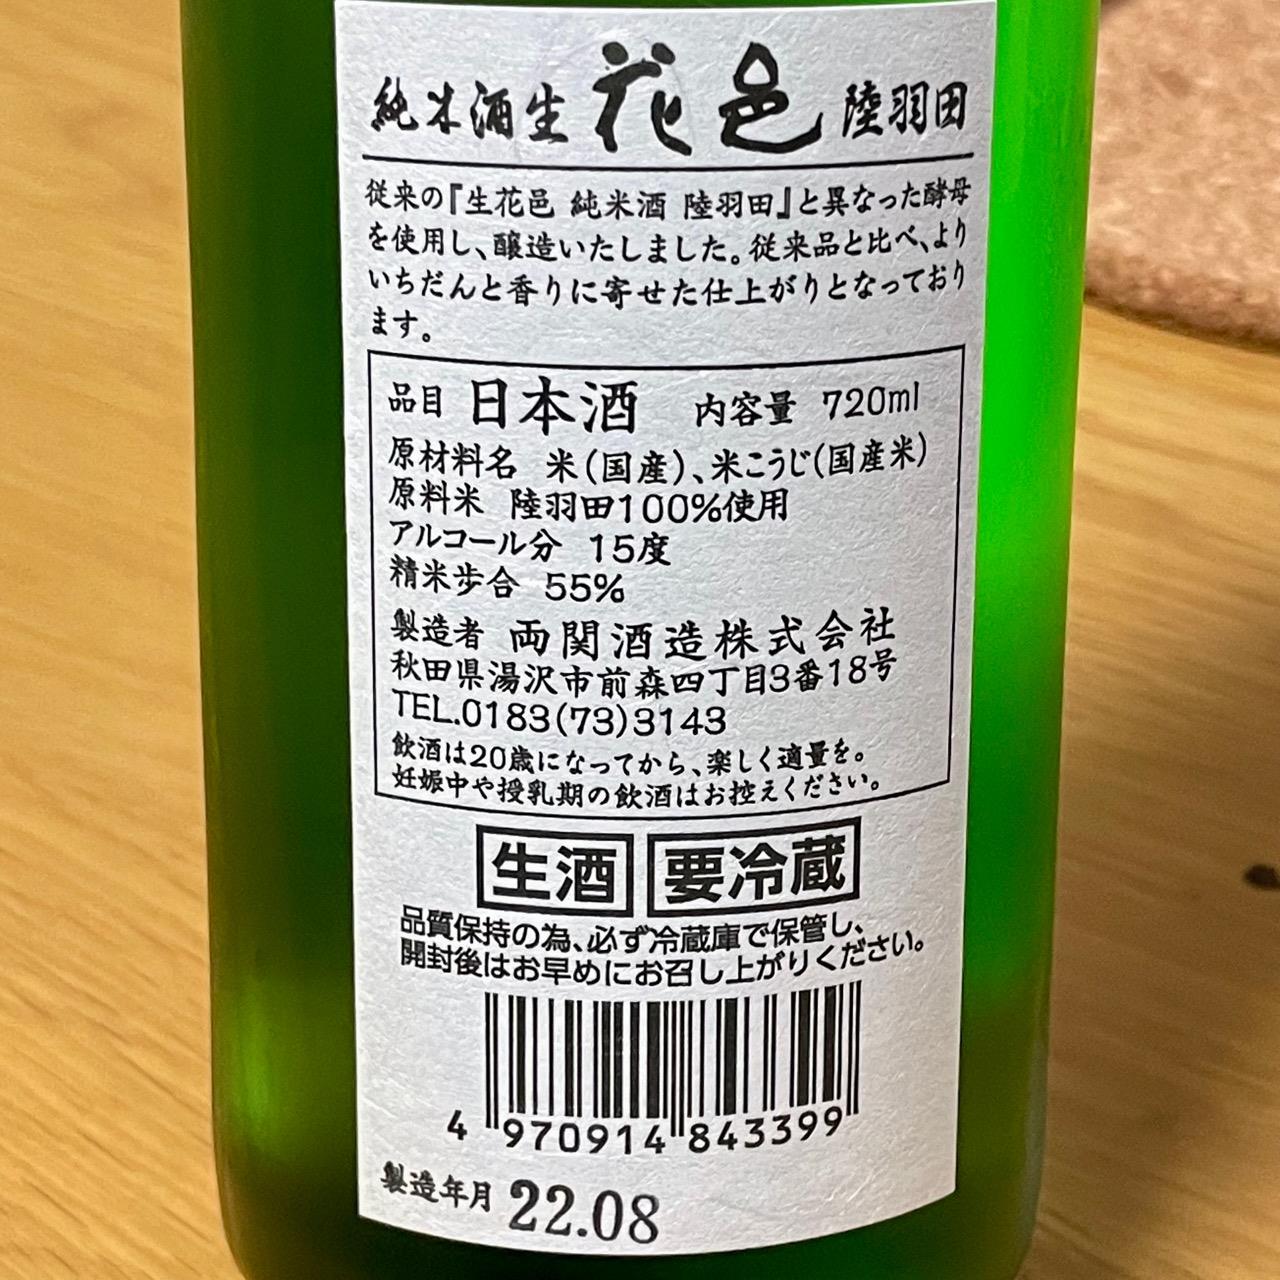 純米酒生 花邑 陸羽田
従来の『生花邑 純米酒 陸羽田』と異なった酵母
を使用し、醸造いたしました。従来品と比べ、より
いちだんと香りに寄せた仕上がりとなっており
ます。
品目 日本酒 内容量 720ml
原材料名 米(国産)、米こうじ(国産米)
原料米 陸羽田100%使用
アルコール分 15度
精米歩合 55%
製造者 両関酒造株式会社
秋田県湯沢市前森四丁目3番18号
TEL.0183(73)3143
飲酒は20歳になってから、楽しく適量を。
妊娠中や授乳期の飲酒はお控えください。
生酒 要冷蔵
品質保持の為、必ず冷蔵庫で保管し、
開封後はお早めにお召し上がりください。
4 970914 843399
製造年月 22.08